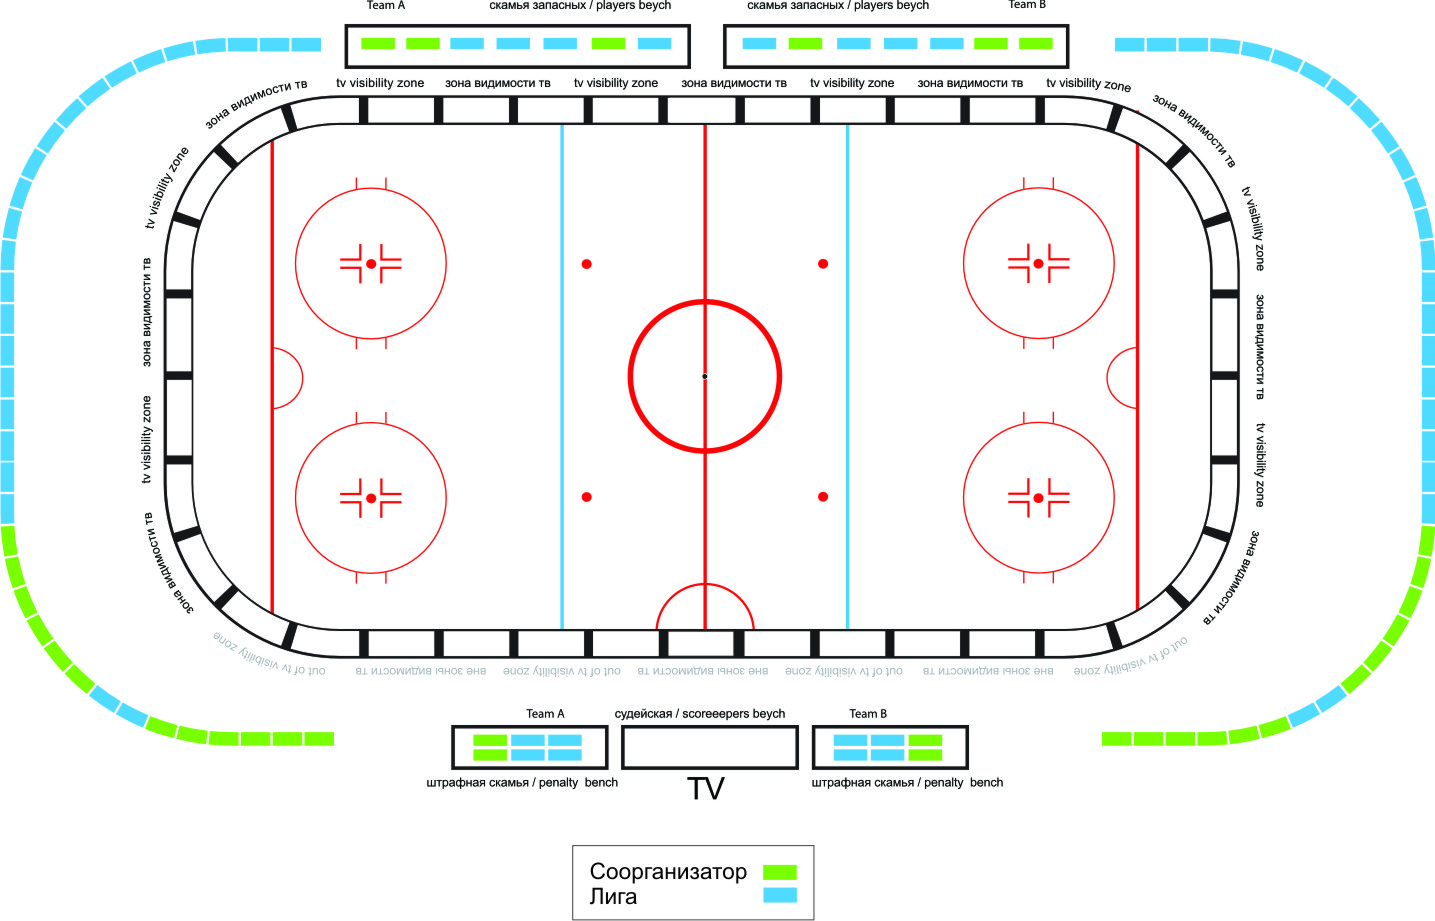 Team A
скамья запасных / players beych
скамья запасных / players beych
Team B
зона видимости тв
tv visibility zone
зона видимости тв
tv visibility zone
зона видимости тв
tv visibility zone
зона видимости тв
tv visibility zone
зона видимости тв
tv visibility zone
tv visibility zone
зона видимости тв
зона видимости тв
tv visibility zone
tv visibility zone
зона видимости тв
зона видимости тв
out of tv visibility zone
вне зоны видимости тв
out of tv visibility zone
вне зоны видимости тв
out of tv visibility zone
вне зоны видимости тв
out of tv visibility zone
Team A
судейская / scoreeepers beych
Team B
штрафная скамья / penalty bench
TV
штрафная скамья / penalty bench
Соорганизатор
Лига